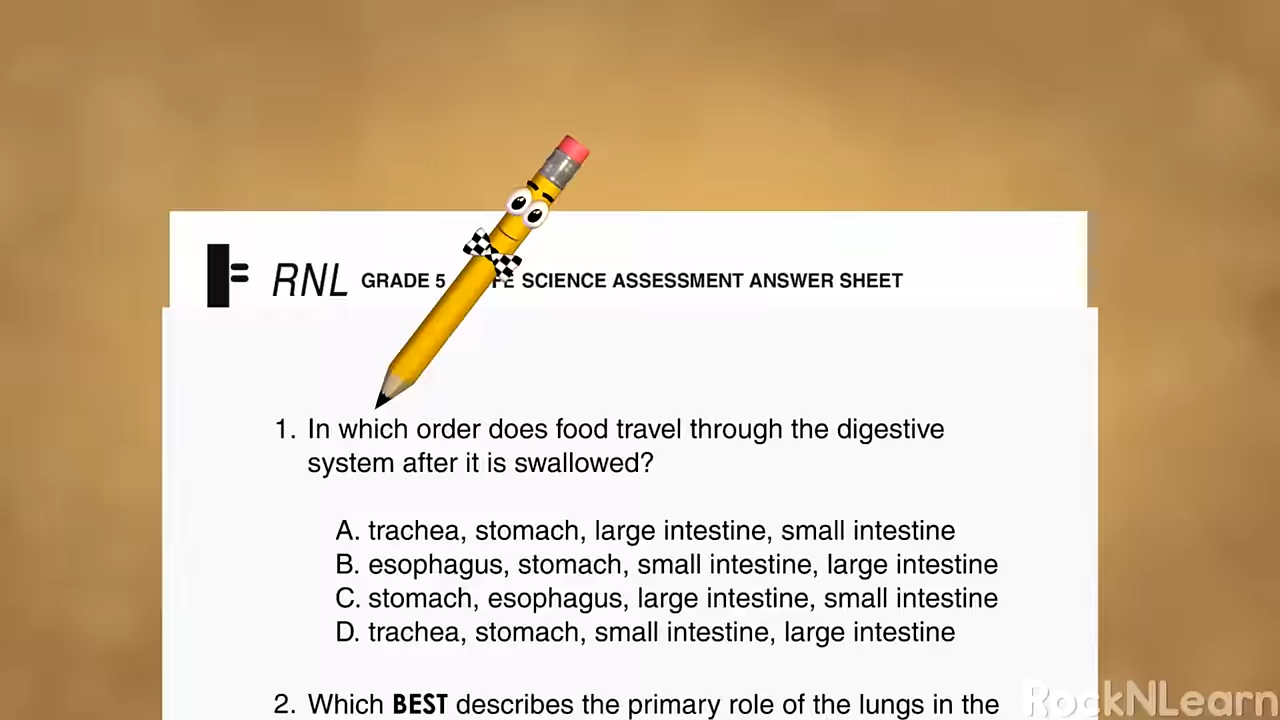 RNL GRADE 5 SCIENCE ASSESSMENT ANSWER SHEET
1. In which order does food travel through the digestive
system after it is swallowed?
A. trachea, stomach, large intestine, small intestine
B. esophagus, stomach, small intestine, large intestine
C. stomach, esophagus, large intestine, small intestine
D. trachea, stomach, small intestine, large intestine
2. Which BEST describes the primary role of the lungs in the
RockNLearn